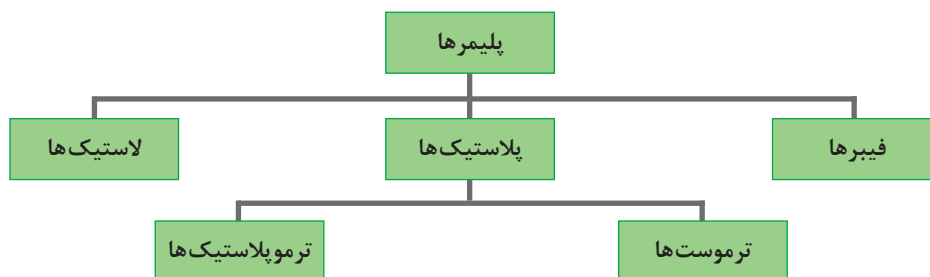 پلیمرها
فیبرها
پلاستیک‌ها
لاستیک‌ها
ترموست‌ها
ترموپلاستیک‌ها